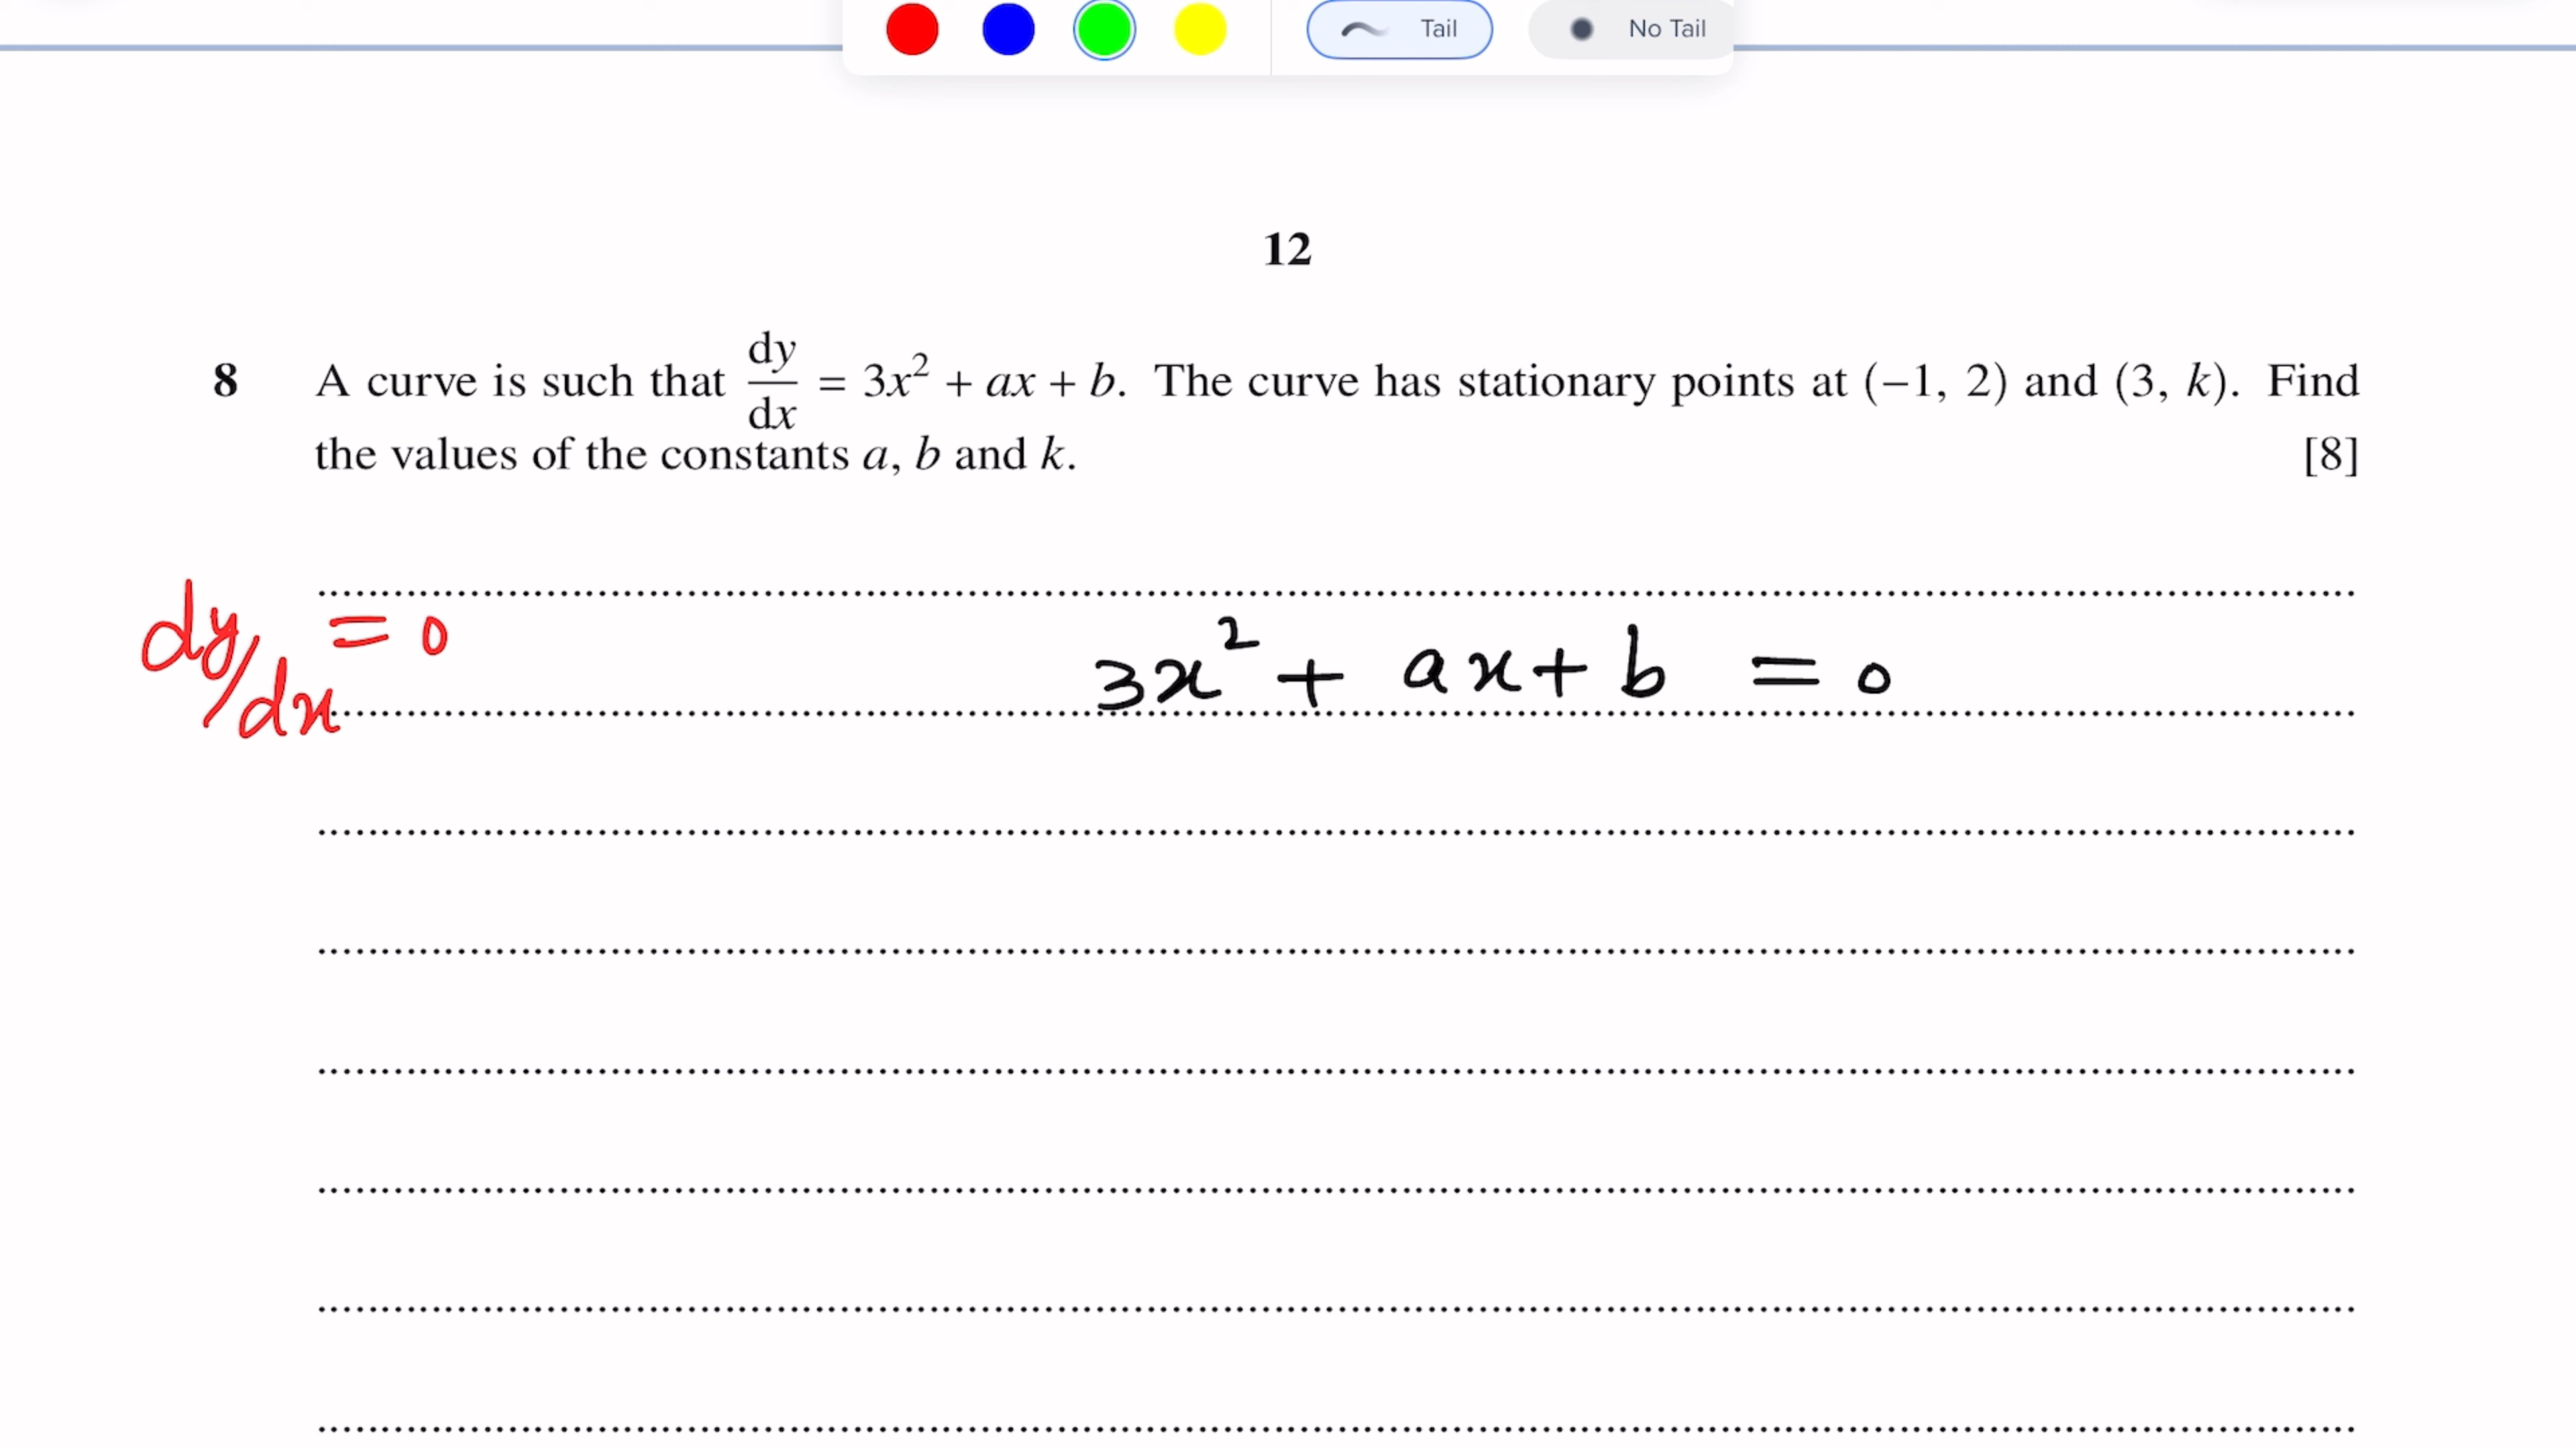 Tail No Tail
12
8 A curve is such that dy/dx = 3x² + ax + b. The curve has stationary points at (−1, 2) and (3, k). Find
the values of the constants a, b and k. [8]
dy/dx = 0
3x² + ax + b = 0